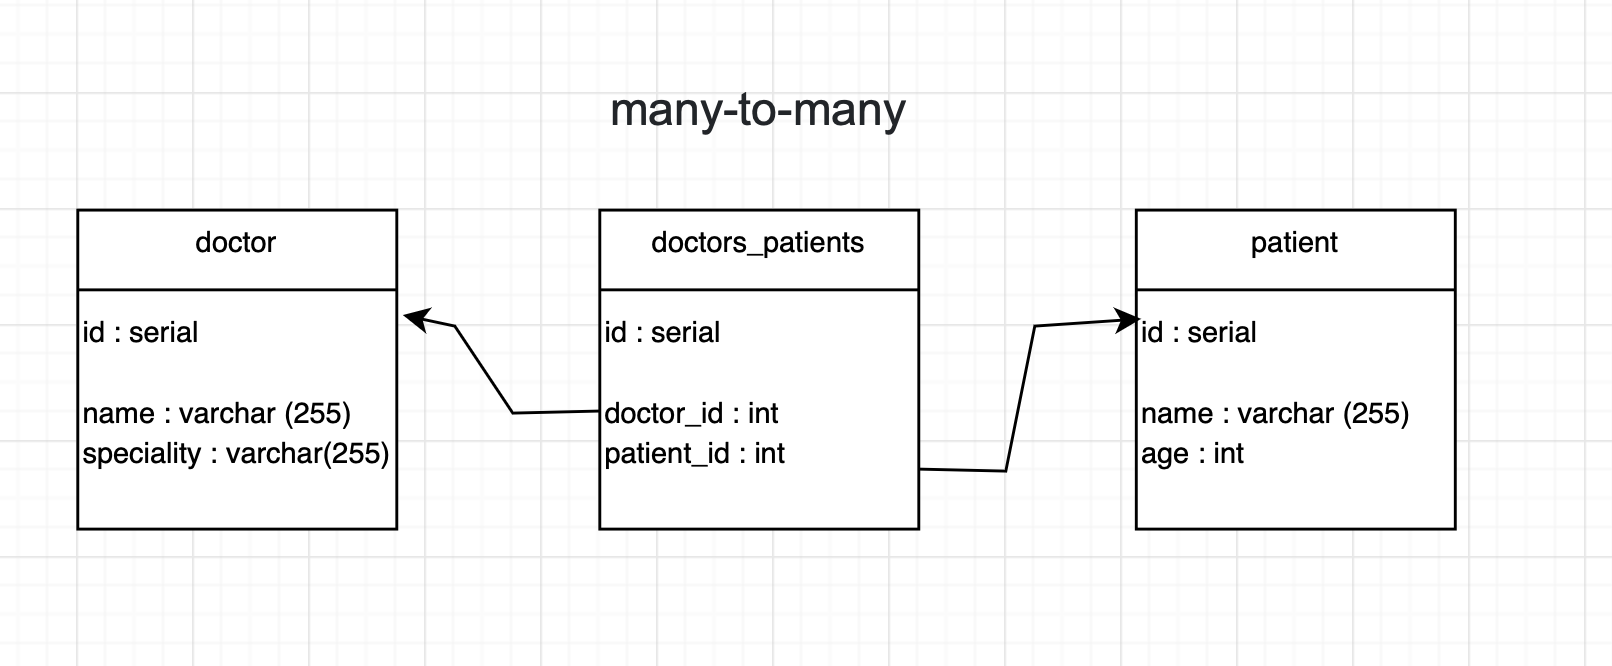 many-to-many
doctor
id : serial
name : varchar (255)
speciality : varchar(255)
doctors_patients
id : serial
doctor_id : int
patient_id : int
patient
id : serial
name : varchar (255)
age : int